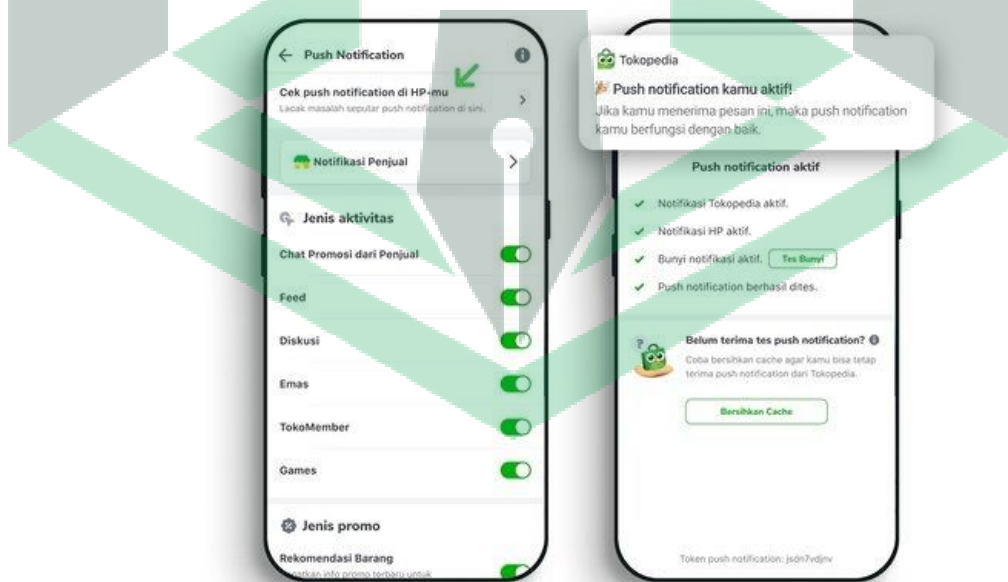 Push Notification
Cek push notification di HP-mu
Lacak masalah seputar push notification di sini.
Notifikasi Penjual
Jenis aktivitas
Chat Promosi dari Penjual
Feed
Diskusi
Emas
TokoMember
Games
Jenis promo
Rekomendasi Barang
info promo terbaru untuk
Tokopedia
Push notification kamu aktif!
Jika kamu menerima pesan ini, maka push notification
kamu berfungsi dengan baik.
Push notification aktif
Notifikasi Tokopedia aktif.
Notifikasi HP aktif.
Bunyi notifikasi aktif. Tes Bunyi
Push notification berhasil dites.
Belum terima tes push notification?
Coba bersihkan cache agar kamu bisa tetap
terima push notification dari Tokopedia.
Bersihkan Cache
Token push notification: jsdn7vdjnv